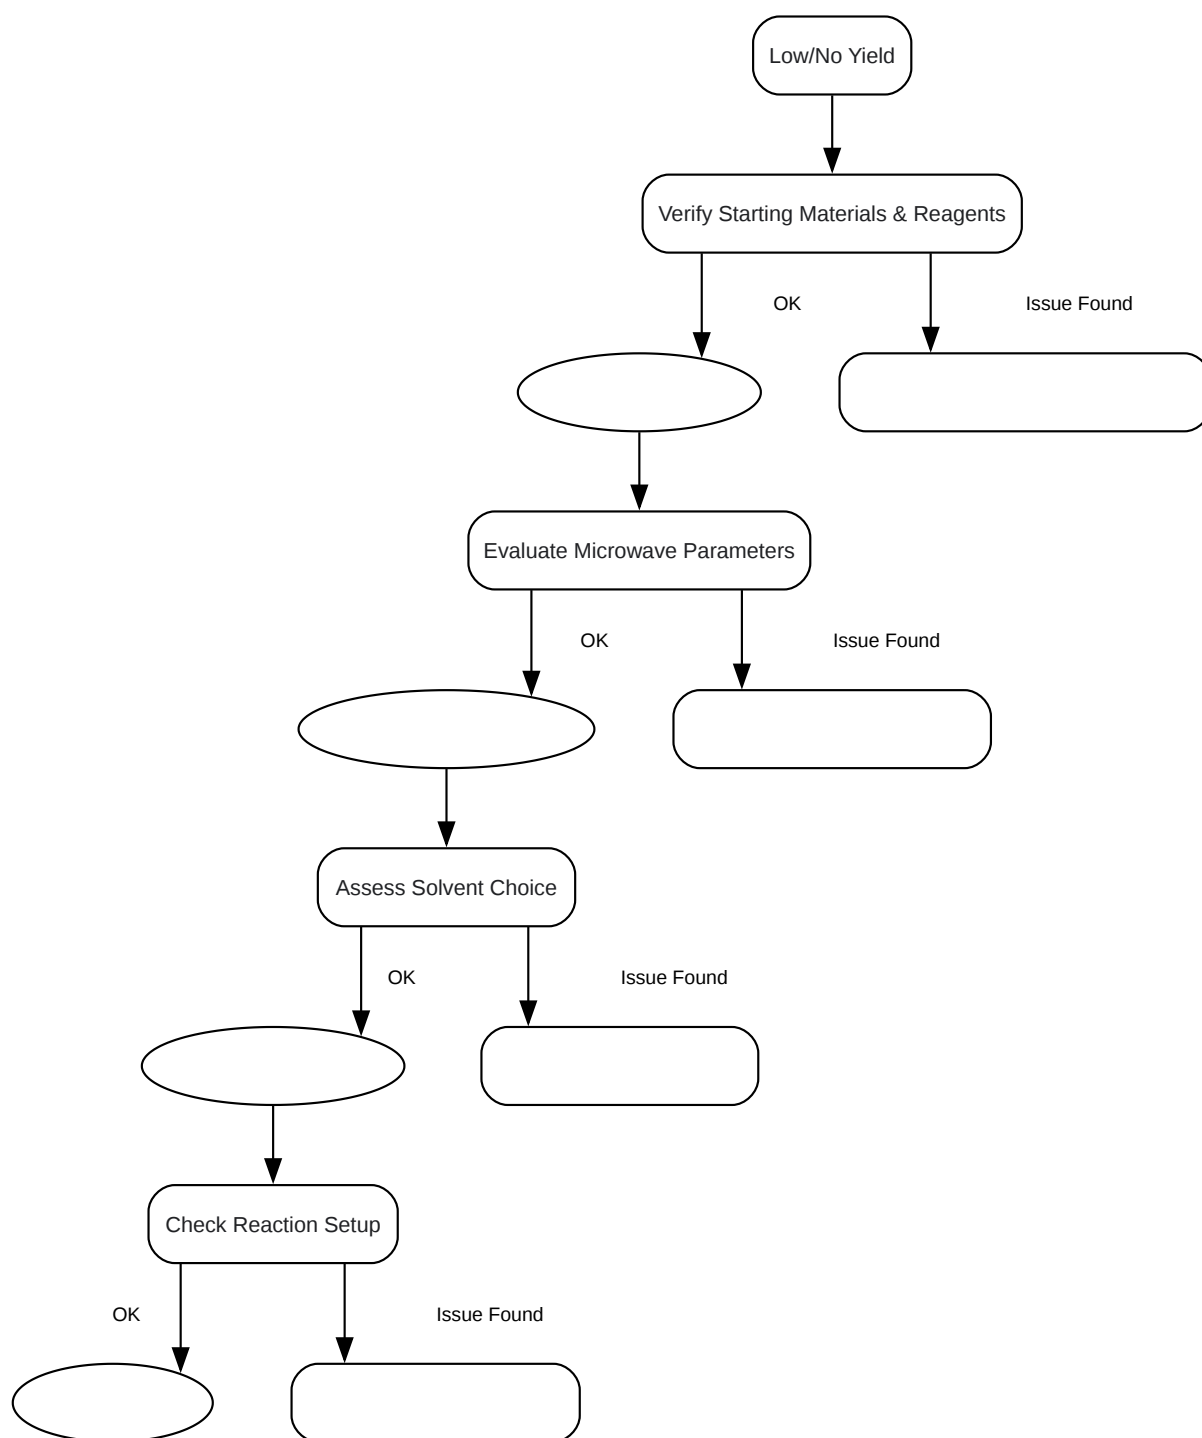 Low/No Yield
Verify Starting Materials & Reagents
OK
Issue Found
Evaluate Microwave Parameters
OK
Issue Found
Assess Solvent Choice
OK
Issue Found
Check Reaction Setup
OK
Issue Found